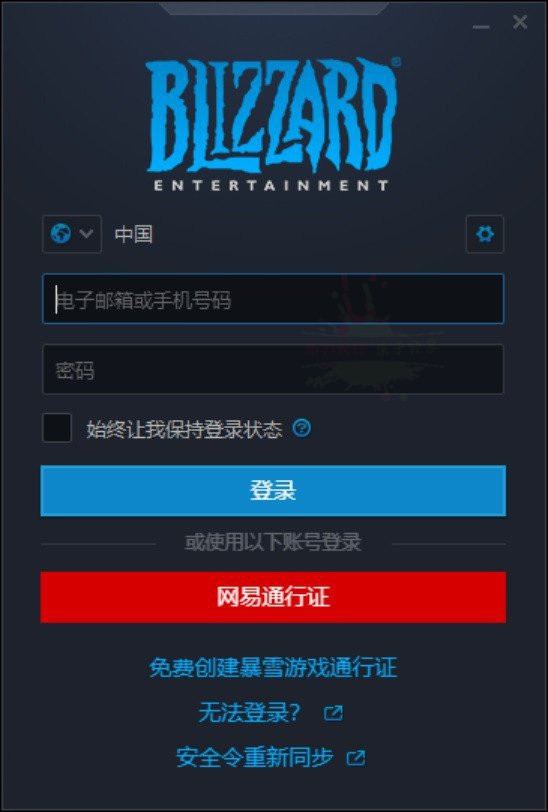 BLIZZARD®
ENTERTAINMENT
中国
电子邮箱或手机号码
密码
始终让我保持登录状态 ?
登录
或使用以下账号登录
网易通行证
免费创建暴雪游戏通行证
无法登录?
安全令重新同步